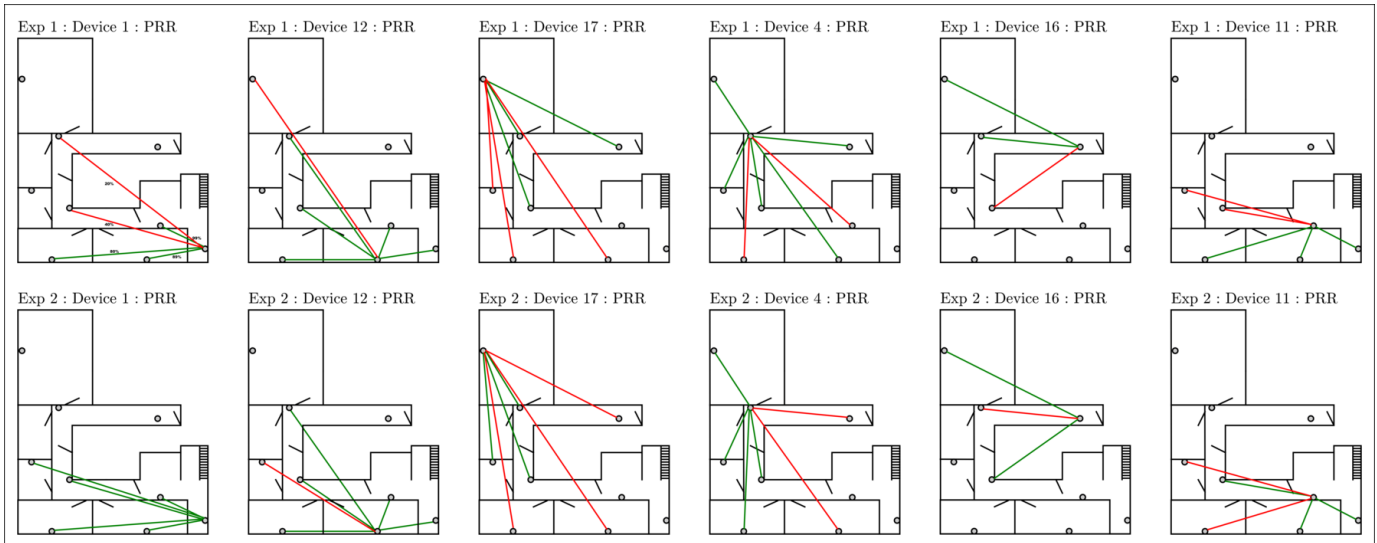 Exp 1 : Device 1 : PRR
Exp 1 : Device 12 : PRR
Exp 1 : Device 17 : PRR
Exp 1 : Device 4 : PRR
Exp 1 : Device 16 : PRR
Exp 1 : Device 11 : PRR
20%
40%
Exp 2 : Device 1 : PRR
Exp 2 : Device 12 : PRR
Exp 2 : Device 17 : PRR
Exp 2 : Device 4 : PRR
Exp 2 : Device 16 : PRR
Exp 2 : Device 11 : PRR